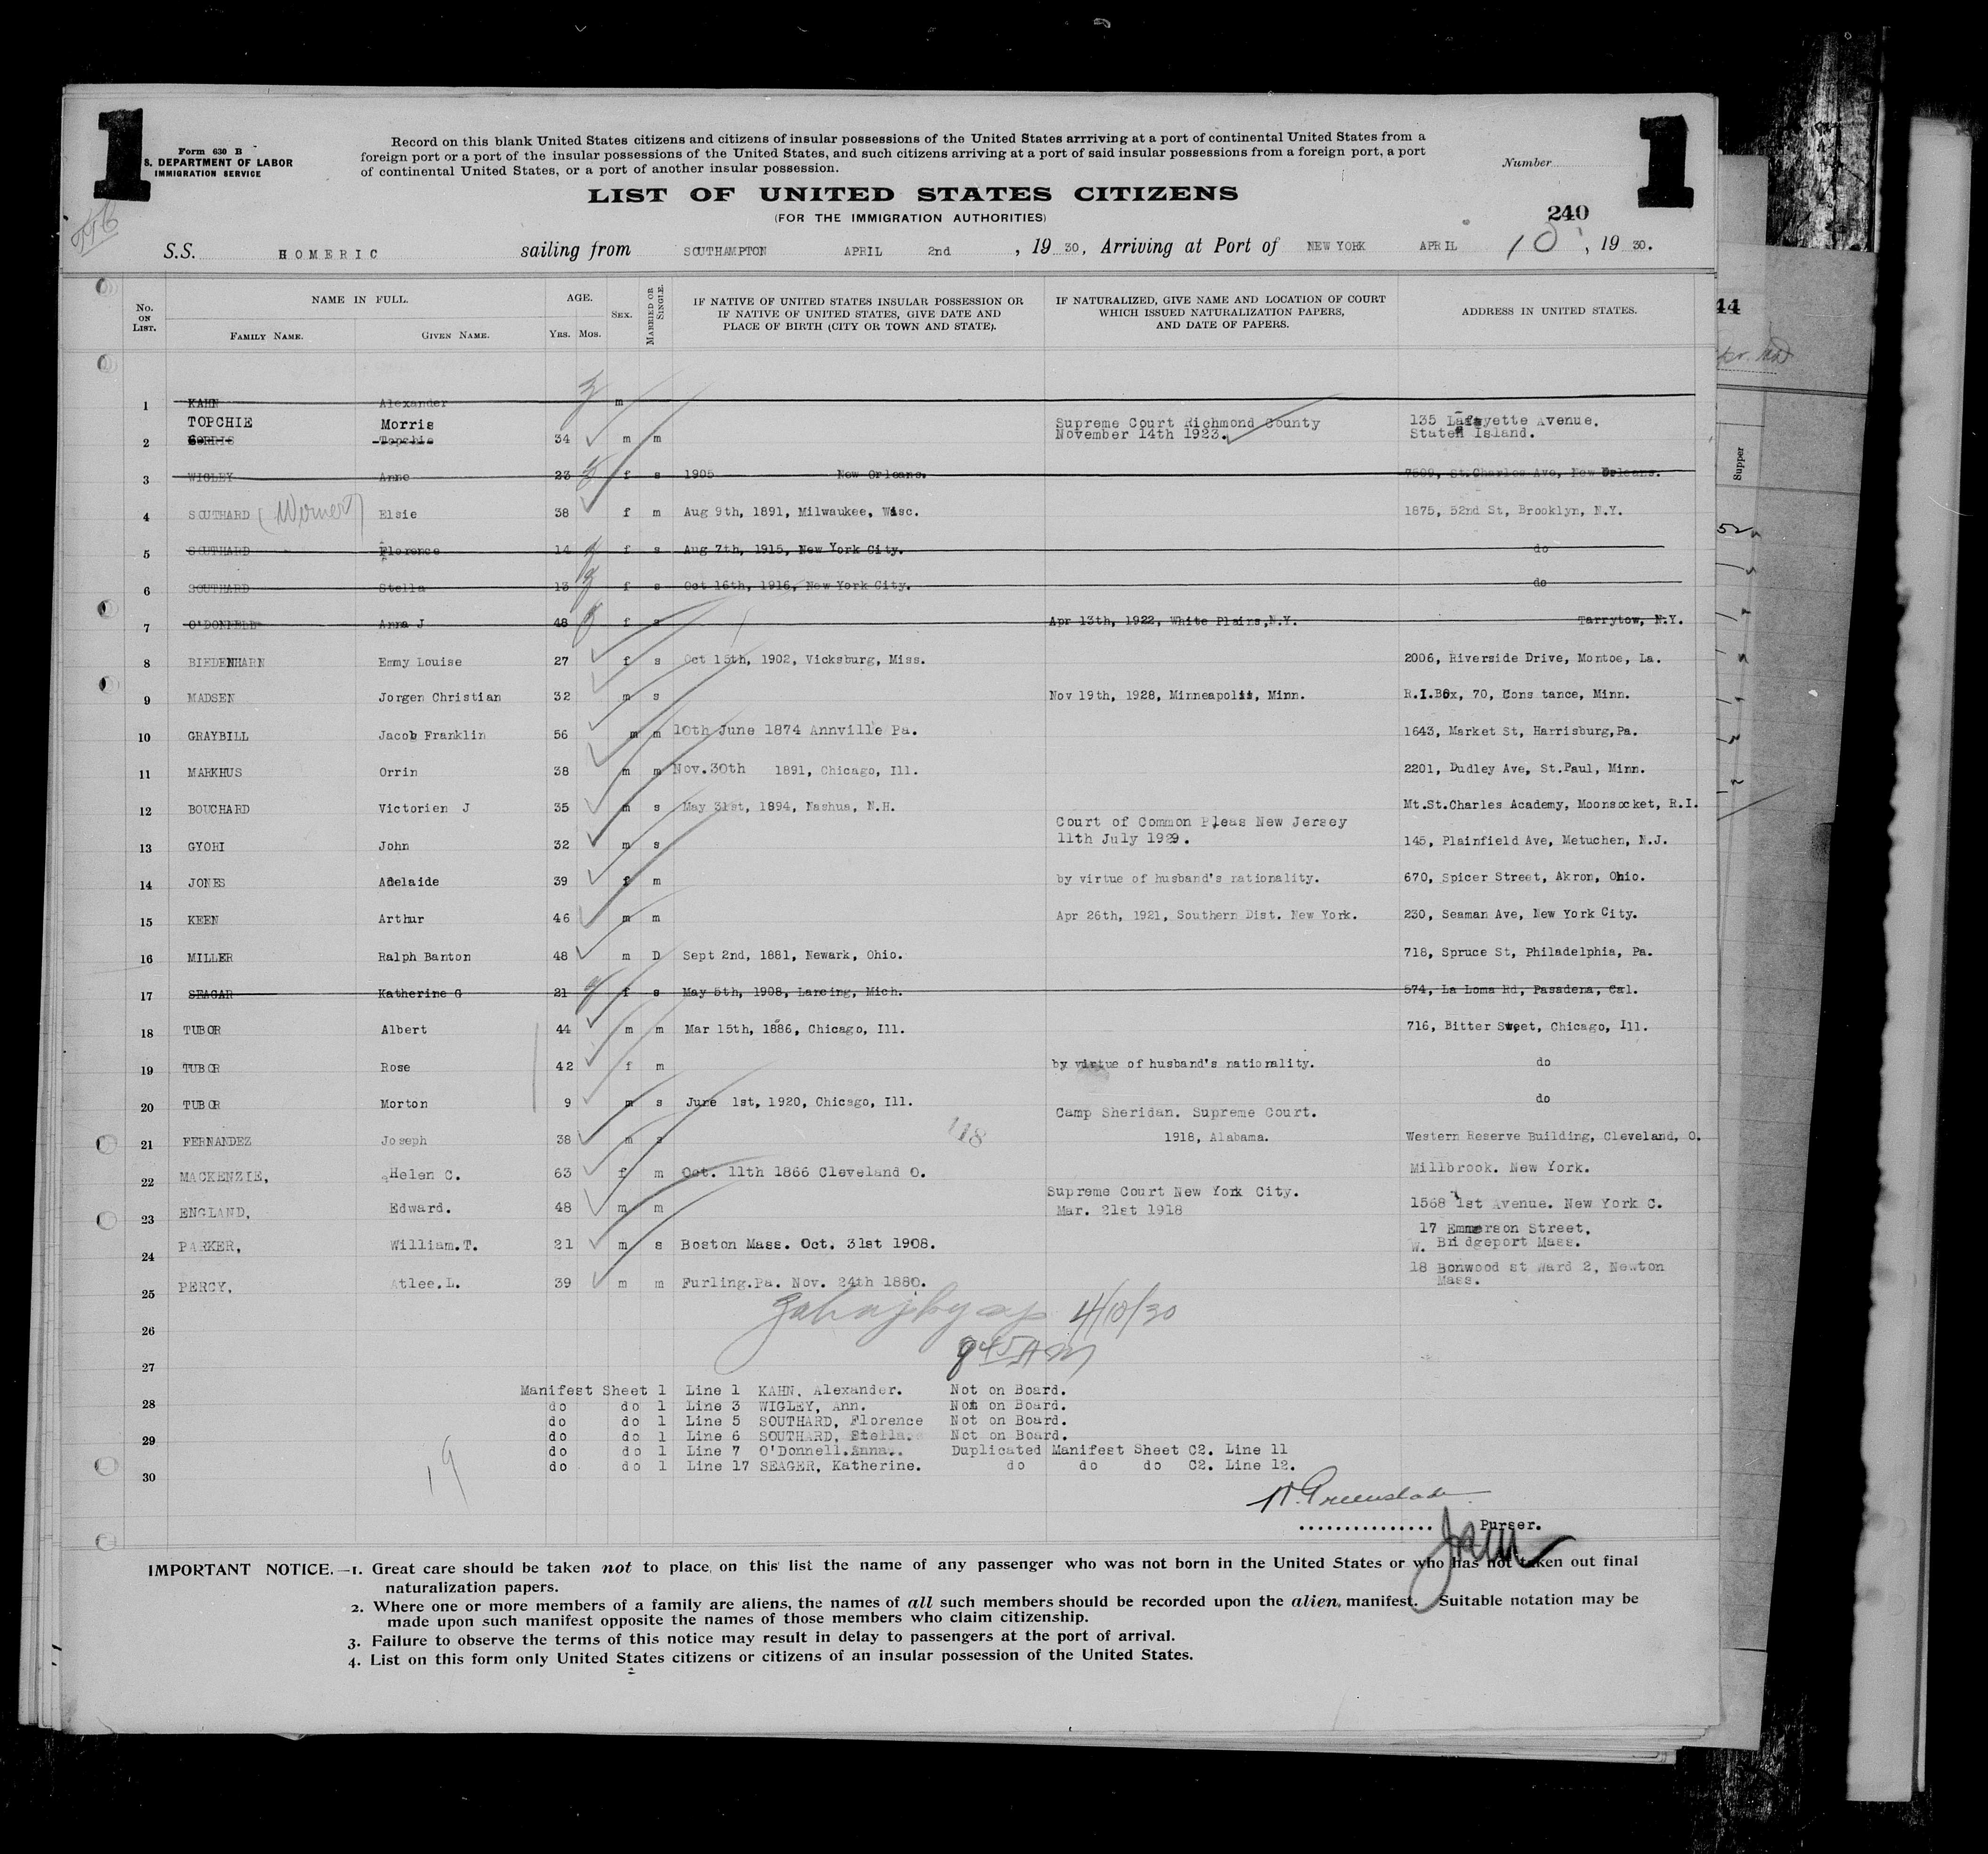 1
1
Form 630 B
S. DEPARTMENT OF LABOR
IMMIGRATION SERVICE
Record on this blank United States citizens and citizens of insular possessions of the United States arrriving at a port of continental United States from a
foreign port or a port of the insular possessions of the United States, and such citizens arriving at a port of said insular possessions from a foreign port, a port
of continental United States, or a port of another insular possession.
Number
LIST OF UNITED STATES CITIZENS
(FOR THE IMMIGRATION AUTHORITIES)
240
S.S. HOMERIC sailing from SOUTHAMPTON APRIL 2nd , 19 30, Arriving at Port of NEW YORK APRIL 10 , 19 30.
No. ON LIST. NAME IN FULL. FAMILY NAME. GIVEN NAME. AGE. YRS. MOS. SEX. MARRIED OR SINGLE. IF NATIVE OF UNITED STATES INSULAR POSSESSION OR IF NATIVE OF UNITED STATES, GIVE DATE AND PLACE OF BIRTH (CITY OR TOWN AND STATE). IF NATURALIZED, GIVE NAME AND LOCATION OF COURT WHICH ISSUED NATURALIZATION PAPERS, AND DATE OF PAPERS. ADDRESS IN UNITED STATES.
1 KAHN Alexander m
TOPCHIE Morris Supreme Court Richmond County 135 Lafayette Avenue.
2 Topchie 34 m m November 14th 1923. Staten Island.
3 WIGLEY Anne 23 f s 1905 New Orleans. 7509, St.Charles Ave, New Orleans.
4 SOUTHARD (Werner) Elsie 38 f m Aug 9th, 1891, Milwaukee, Wisc. 1875, 52nd St, Brooklyn, N.Y.
5 SOUTHARD Florence 14 f s Aug 7th, 1915, New York City. do
6 SOUTHARD Stella 13 f s Oct 16th, 1916, New York City. do
7 O'DONNELL Anna J 48 f s Apr 13th, 1922, White Plains,N.Y. Tarrytow, N.Y.
8 BIEDENHARN Emmy Louise 27 f s Oct 15th, 1902, Vicksburg, Miss. 2006, Riverside Drive, Montoe, La.
9 MADSEN Jorgen Christian 32 m s Nov 19th, 1928, Minneapolis, Minn. R.I.Box, 70, Cons tance, Minn.
10 GRAYBILL Jacob Franklin 56 m m 10th June 1874 Annville Pa. 1643, Market St, Harrisburg,Pa.
11 MARKHUS Orrin 38 m m Nov.30th 1891, Chicago, Ill. 2201, Dudley Ave, St.Paul, Minn.
12 BOUCHARD Victorien J 35 m s May 31st, 1894, Nashua, N.H. Mt.St.Charles Academy, Moonsocket, R.I.
Court of Common Pleas New Jersey
13 GYORI John 32 m s 11th July 1929. 145, Plainfield Ave, Metuchen, N.J.
14 JONES Adelaide 39 f m by virtue of husband's nationality. 670, Spicer Street, Akron, Ohio.
15 KEEN Arthur 46 m m Apr 26th, 1921, Southern Dist. New York. 230, Seaman Ave, New York City.
16 MILLER Ralph Banton 48 m D Sept 2nd, 1881, Newark, Ohio. 718, Spruce St, Philadelphia, Pa.
17 SEAGAR Katherine G 21 f s May 5th, 1908, Lansing, Mich. 574, La Loma Rd, Pasadena, Cal.
18 TUBOR Albert 44 m m Mar 15th, 1886, Chicago, Ill. 716, Bitter Sweet, Chicago, Ill.
19 TUBOR Rose 42 f m by virtue of husband's nationality. do
20 TUBOR Morton 9 m s June 1st, 1920, Chicago, Ill. do
118 Camp Sheridan. Supreme Court.
21 FERNANDEZ Joseph 38 m s 1918, Alabama. Western Reserve Building, Cleveland, O.
22 MACKENZIE, Helen C. 63 f m Oct. 11th 1866 Cleveland O. Millbrook. New York.
Supreme Court New York City.
23 ENGLAND, Edward. 48 m m Mar. 21st 1918 1568 1st Avenue. New York C.
17 Emmerson Street,
24 PARKER, William.T. 21 m s Boston Mass. Oct. 31st 1908. W. Bridgeport Mass.
18 Bonwood st Ward 2, Newton
25 PERCY, Atlee.L. 39 m m Furling.Pa. Nov. 24th 1880. Mass.
26 4/10/30
27 9 45 AM
Manifest Sheet 1 Line 1 KAHN, Alexander. Not on Board.
28 do do 1 Line 3 WIGLEY, Ann. Not on Board.
do do 1 Line 5 SOUTHARD, Florence Not on Board.
29 do do 1 Line 6 SOUTHARD, Stella. Not on Board.
do do 1 Line 7 O'Donnell.Anna.. Duplicated Manifest Sheet C2. Line 11
30 do do 1 Line 17 SEAGER, Katherine. do do do C2. Line 12.
19
Purser.
IMPORTANT NOTICE.—1. Great care should be taken not to place on this list the name of any passenger who was not born in the United States or who has not taken out final
naturalization papers.
2. Where one or more members of a family are aliens, the names of all such members should be recorded upon the alien manifest. Suitable notation may be
made upon such manifest opposite the names of those members who claim citizenship.
3. Failure to observe the terms of this notice may result in delay to passengers at the port of arrival.
4. List on this form only United States citizens or citizens of an insular possession of the United States.
44
Supper
52